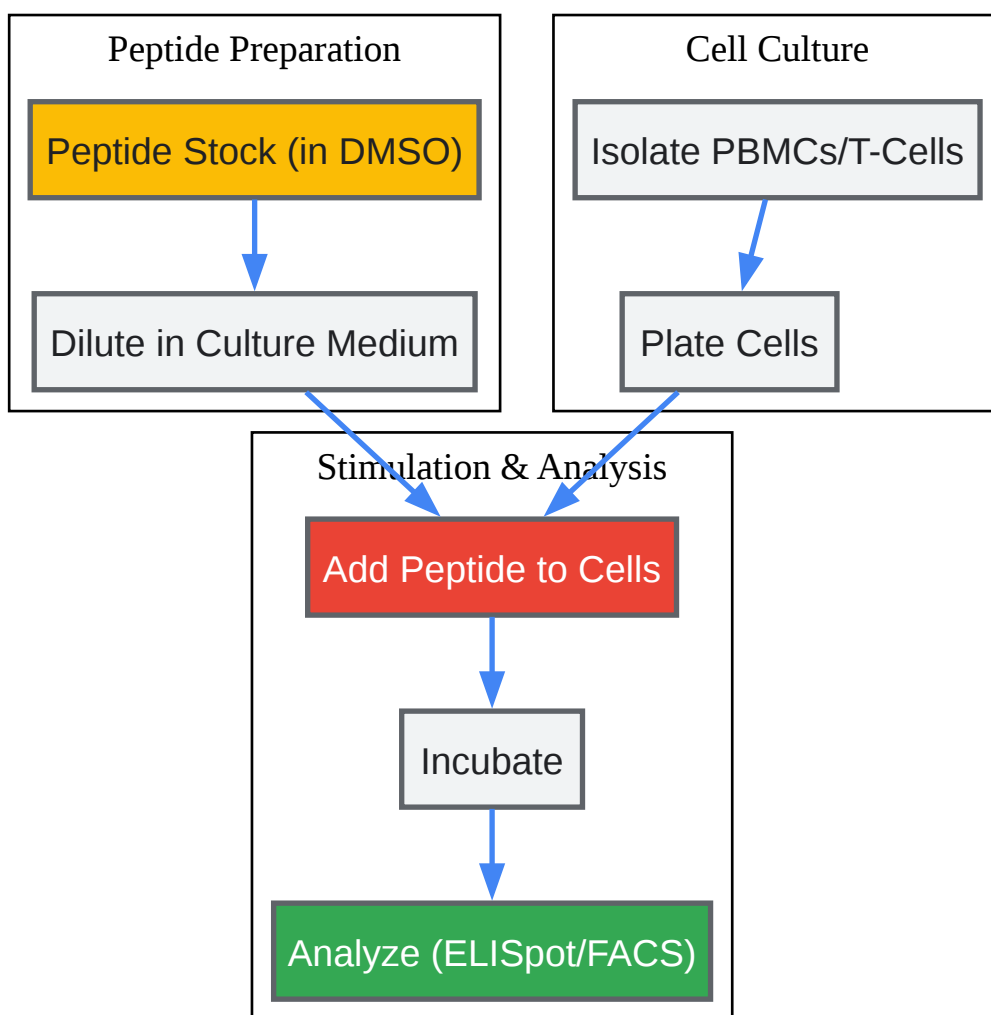 Peptide Preparation
Peptide Stock (in DMSO)
Dilute in Culture Medium
Cell Culture
Isolate PBMCs/T-Cells
Plate Cells
Stimulation & Analysis
Add Peptide to Cells
Incubate
Analyze (ELISpot/FACS)